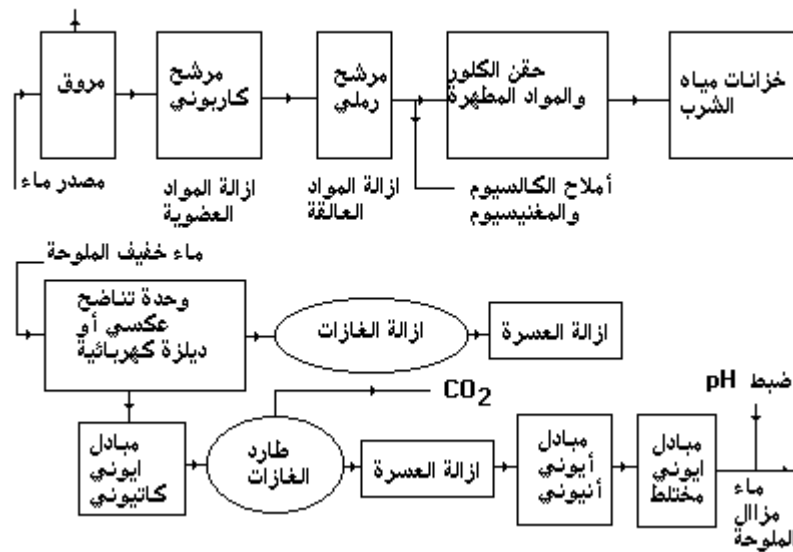 مروق
مرشح
كاربوني
مرشح
رملي
حقن الكلور
والمواد المطهرة
خزانات مياه
الشرب
مصدر ماء
ازالة المواد
العضوية
ازالة المواد
العالقة
أملاح الكالسيوم
والمغنيسيوم
ماء خفيف الملوحة
وحدة تناضح
عكسي أو
ديلزة كهربائية
ازالة الغازات
ازالة العسرة
CO2
ضبط pH
مبادل
ايوني
كاتيوني
طارد
الغازات
ازالة العسرة
مبادل
أيوني
أنيوني
مبادل
ايوني
مختلط
ماء
مزاال
الملوحة